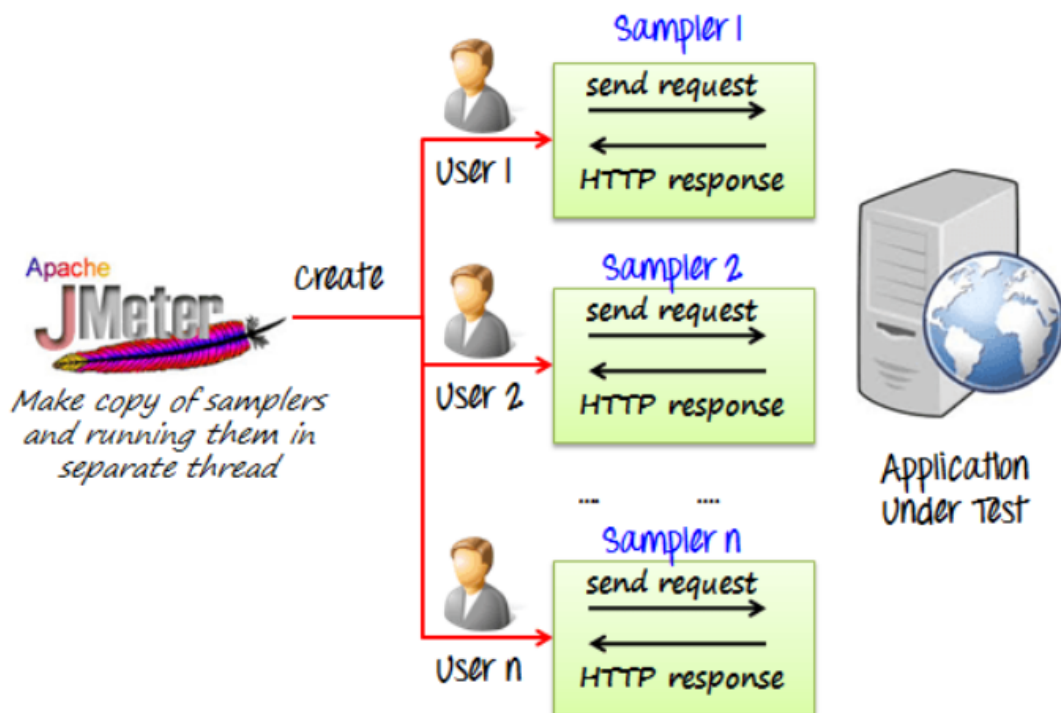 Sampler 1
send request
HTTP response
User 1
Apache
JMeter
Create
Make copy of samplers
and running them in
separate thread
Sampler 2
send request
HTTP response
User 2
.... ....
Application
Under Test
Sampler n
send request
HTTP response
User n